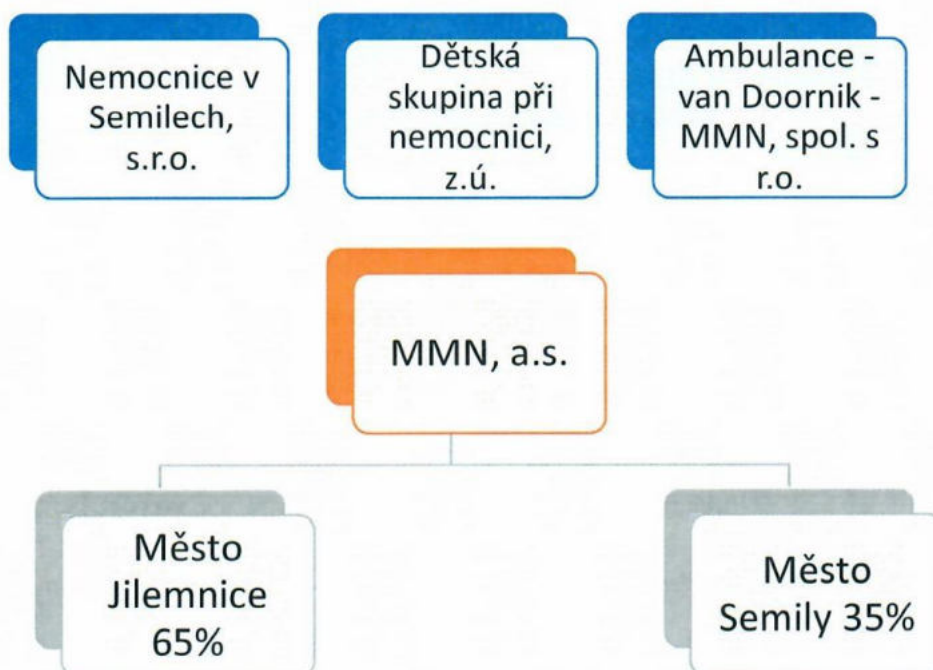 Nemocnice v
Semilech,
s.r.o.
Dětská
skupina při
nemocnici,
z.ú.
Ambulance -
van Doornik -
MMN, spol. s
r.o.
MMN, a.s.
Město
Jilemnice
65%
Město
Semily 35%